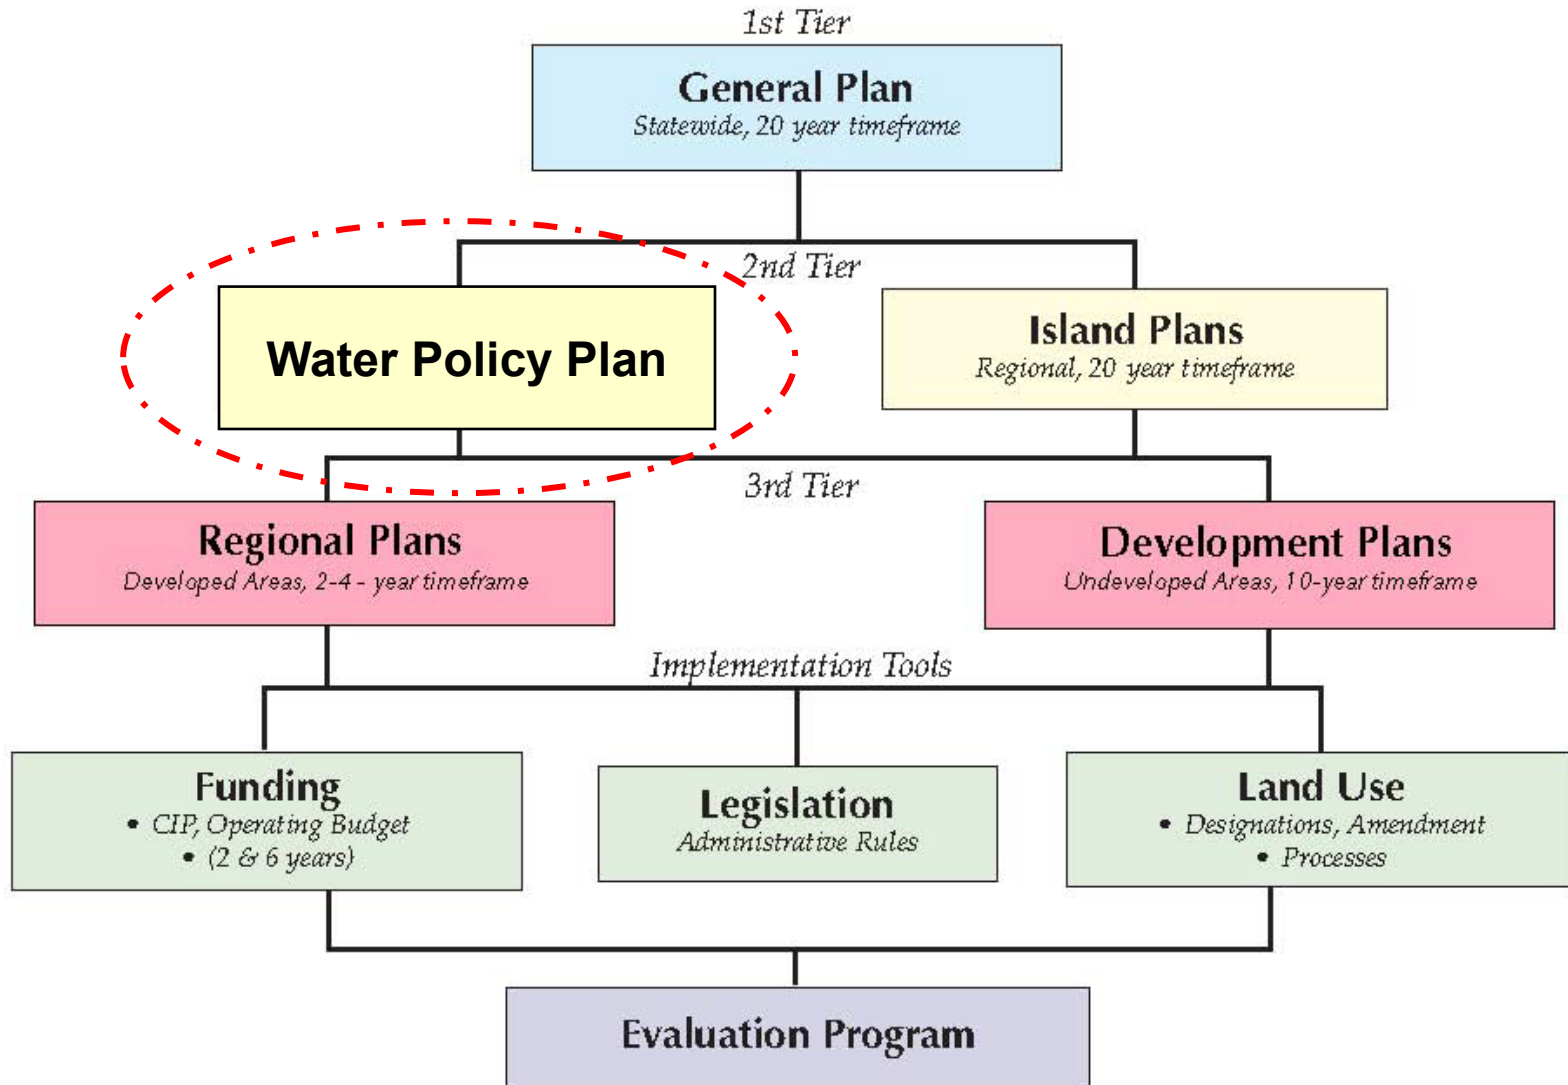 1st Tier
General Plan
Statewide, 20 year timeframe
2nd Tier
Water Policy Plan
Island Plans
Regional, 20 year timeframe
3rd Tier
Regional Plans
Developed Areas, 2-4 - year timeframe
Development Plans
Undeveloped Areas, 10-year timeframe
Implementation Tools
Funding
• CIP, Operating Budget
• (2 & 6 years)
Legislation
Administrative Rules
Land Use
• Designations, Amendment
• Processes
Evaluation Program